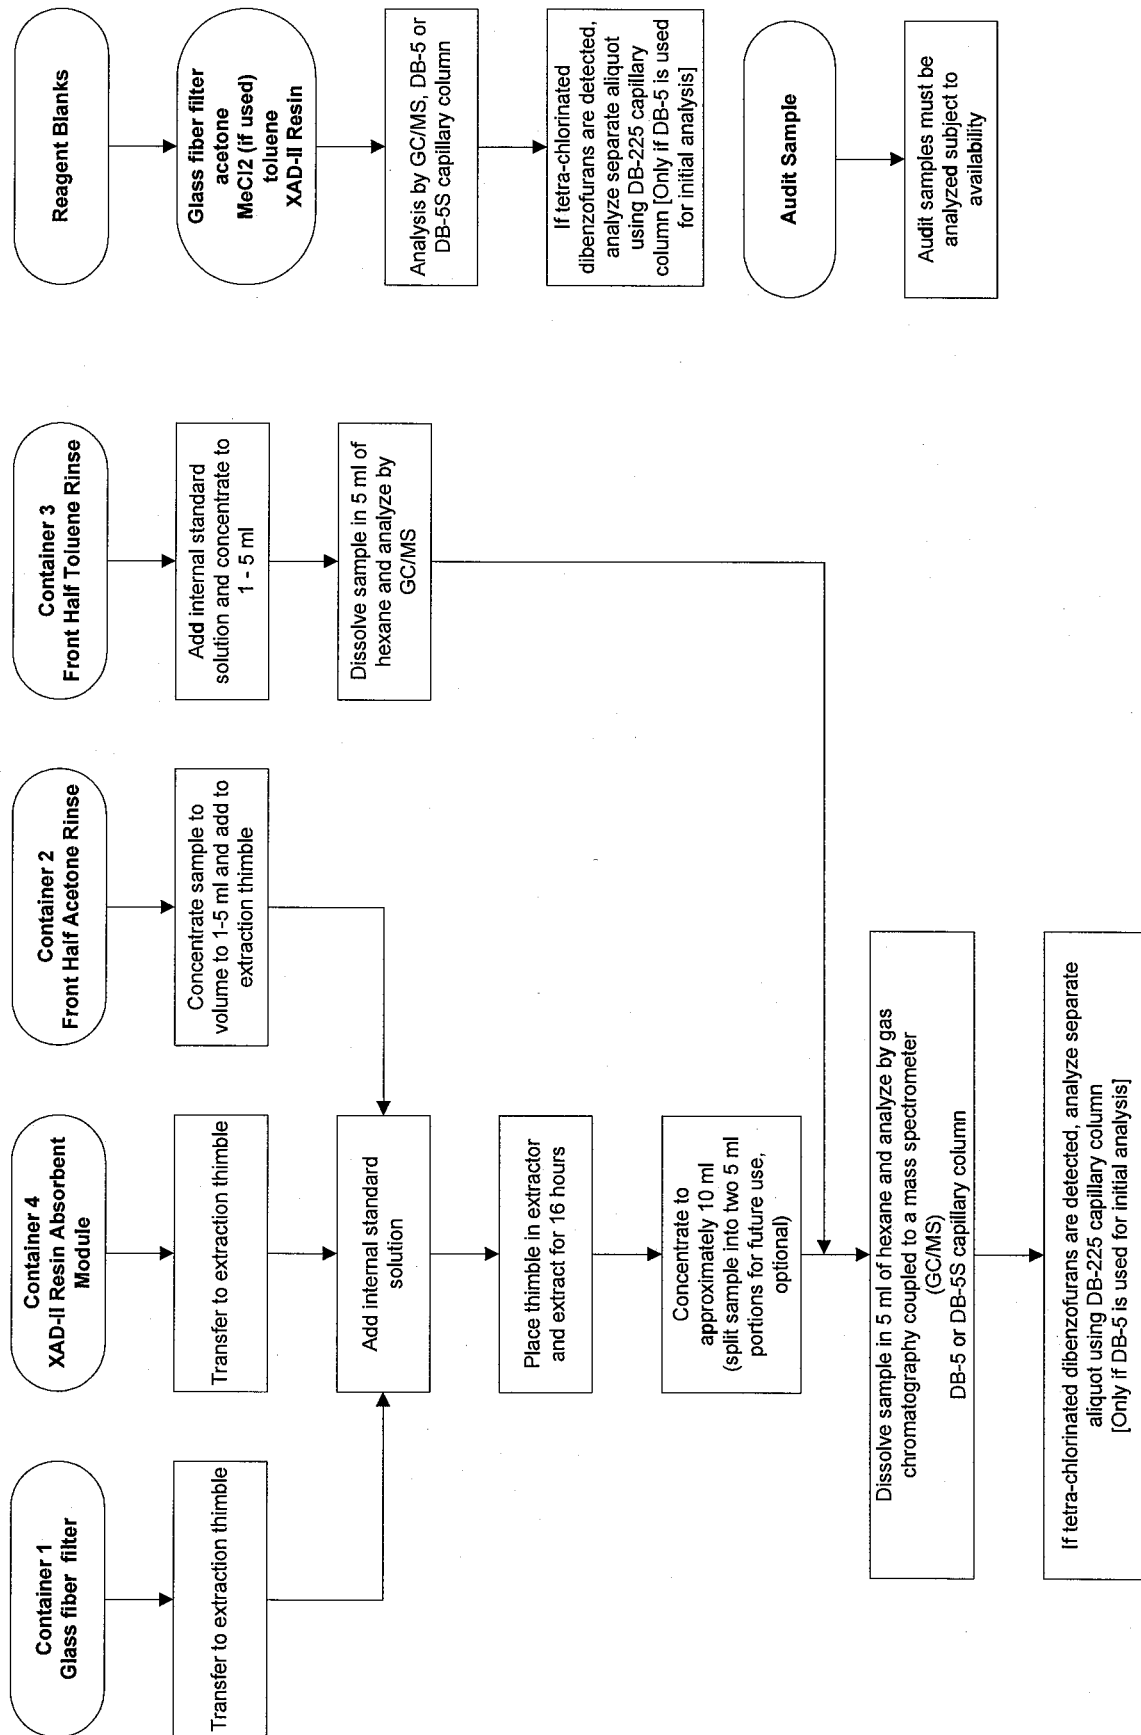 Container 1
Glass fiber filter
Transfer to extraction thimble
Container 4
XAD-II Resin Absorbent
Module
Transfer to extraction thimble
Container 2
Front Half Acetone Rinse
Concentrate sample to
volume to 1-5 ml and add to
extraction thimble
Add internal standard
solution
Place thimble in extractor
and extract for 16 hours
Concentrate to
approximately 10 ml
(split sample into two 5 ml
portions for future use,
optional)
Container 3
Front Half Toluene Rinse
Add internal standard
solution and concentrate to
1 - 5 ml
Dissolve sample in 5 ml of
hexane and analyze by
GC/MS
Dissolve sample in 5 ml of hexane and analyze by gas
chromatography coupled to a mass spectrometer
(GC/MS)
DB-5 or DB-5S capillary column
If tetra-chlorinated dibenzofurans are detected, analyze separate
aliquot using DB-225 capillary column
[Only if DB-5 is used for initial analysis]
Reagent Blanks
Glass fiber filter
acetone
MeCl2 (if used)
toluene
XAD-II Resin
Analysis by GC/MS, DB-5 or
DB-5S capillary column
If tetra-chlorinated
dibenzofurans are detected,
analyze separate aliquot
using DB-225 capillary
column [Only if DB-5 is used
for initial analysis]
Audit Sample
Audit samples must be
analyzed subject to
availability